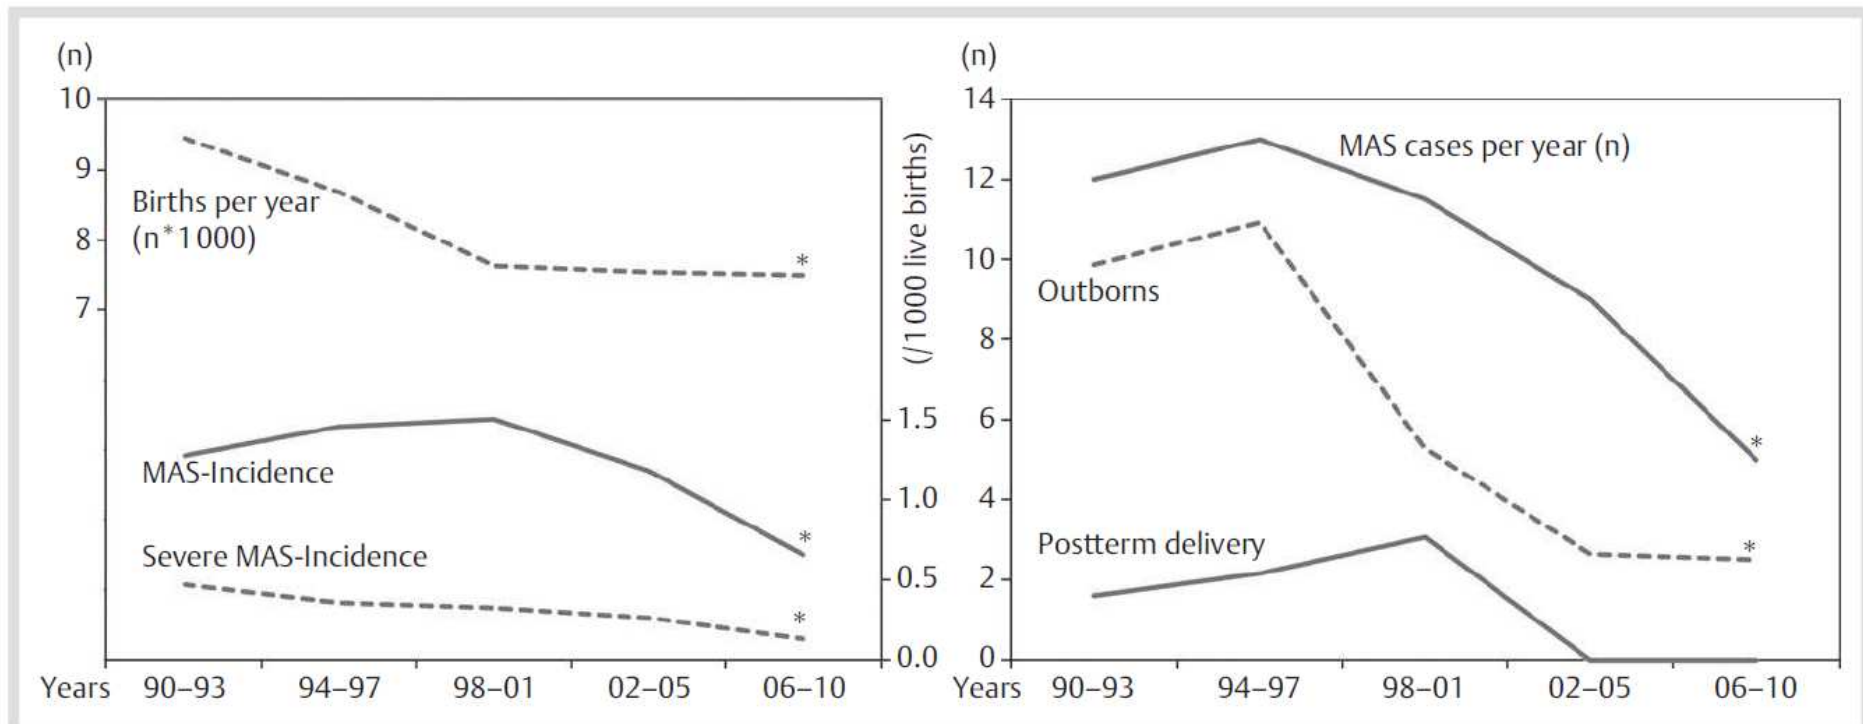 (n)
10
9
8
7
Births per year
(n*1000)
*
MAS-Incidence
*
Severe MAS-Incidence
*
(/1000 live births)
1.5
1.0
0.5
0.0
Years 90–93 94–97 98–01 02–05 06–10
(n)
14
12
10
8
6
4
2
0
MAS cases per year (n)
Outborns
*
Postterm delivery
*
Years 90–93 94–97 98–01 02–05 06–10